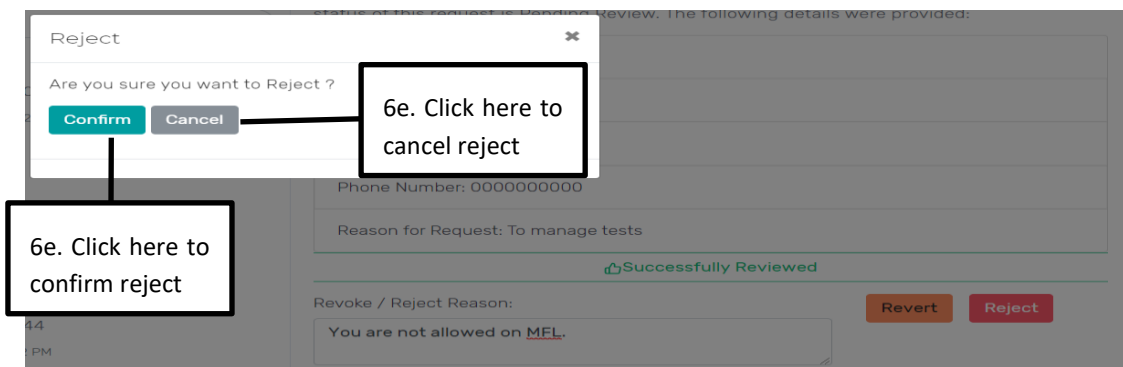 status of this request is Pending Review. The following details were provided:
Reject
✖
Are you sure you want to Reject ?
Confirm Cancel
6e. Click here to
cancel reject
Phone Number: 0000000000
Reason for Request: To manage tests
6e. Click here to
confirm reject
Successfully Reviewed
Revoke / Reject Reason:
Revert Reject
You are not allowed on MFL.
44
PM